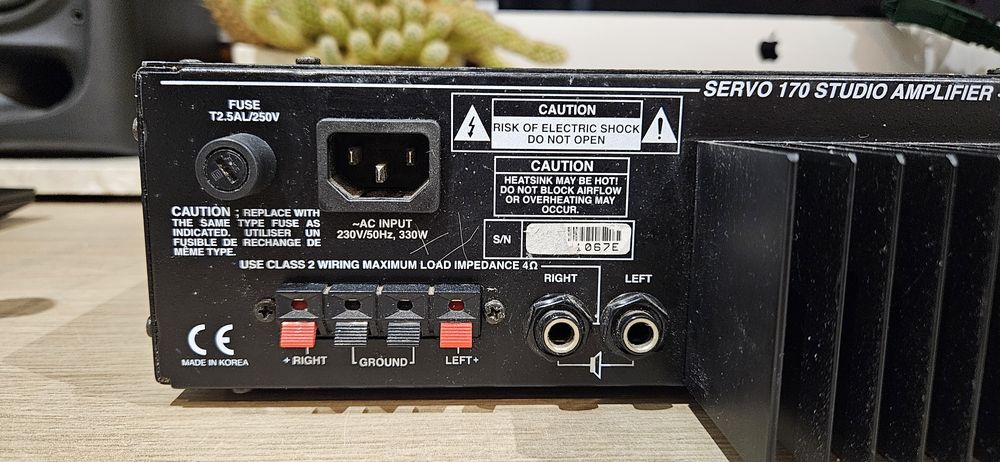 SERVO 170 STUDIO AMPLIFIER
FUSE
T2.5AL/250V
CAUTION
RISK OF ELECTRIC SHOCK
DO NOT OPEN
CAUTION
HEATSINK MAY BE HOT!
DO NOT BLOCK AIRFLOW
OR OVERHEATING MAY
OCCUR.
CAUTION : REPLACE WITH
THE SAME TYPE FUSE AS
INDICATED. UTILISER UN
FUSIBLE DE RECHANGE DE
MÊME TYPE.
~AC INPUT
230V/50Hz, 330W
S/N
1067E
USE CLASS 2 WIRING MAXIMUM LOAD IMPEDANCE 4Ω
RIGHT
LEFT
+ RIGHT
GROUND
LEFT+
CE
MADE IN KOREA